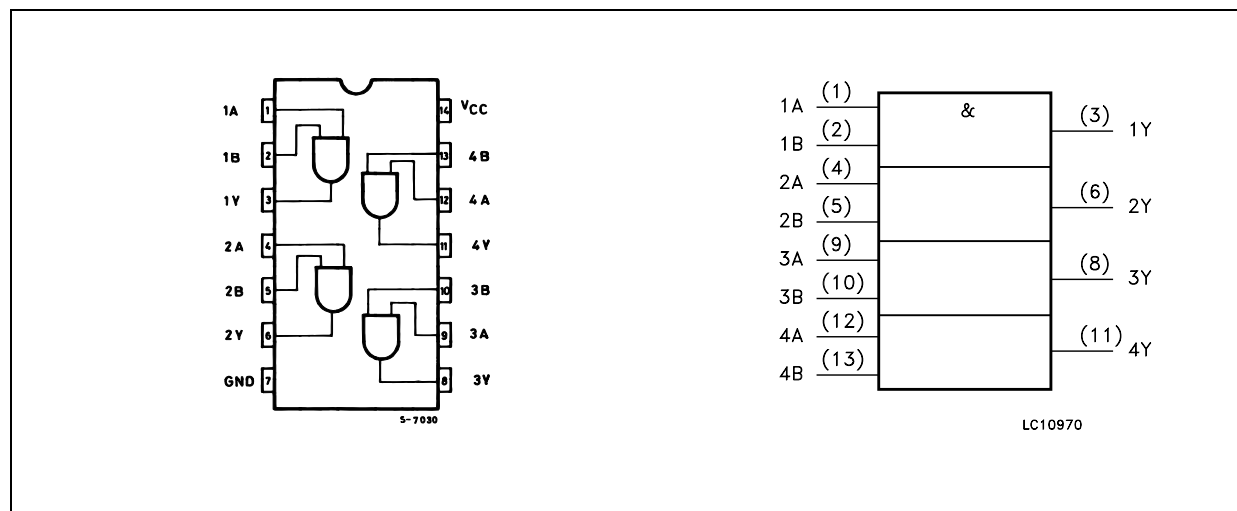 1A 1 14 VCC
1B 2 13 4B
1Y 3 12 4A
2A 4 11 4Y
2B 5 10 3B
2Y 6 9 3A
GND 7 8 3Y
S-7030
&
1A (1)
1B (2)
2A (4)
2B (5)
3A (9)
3B (10)
4A (12)
4B (13)
(3) 1Y
(6) 2Y
(8) 3Y
(11) 4Y
LC10970